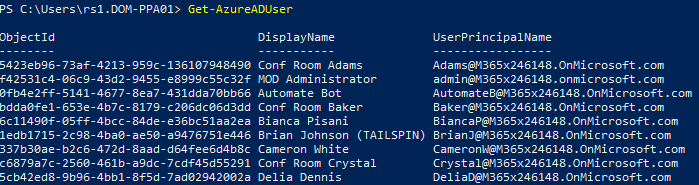 PS C:\Users\rs1.DOM-PPA01> Get-AzureADUser
ObjectId DisplayName UserPrincipalName
-------- ----------- -----------------
5423eb96-73af-4213-959c-136107948490 Conf Room Adams Adams@M365x246148.OnMicrosoft.com
f42531c4-06c9-43d2-9455-e8999c55c32f MOD Administrator admin@M365x246148.onmicrosoft.com
0fb4e2ff-5141-4677-8ea7-431dda70bb66 Automate Bot AutomateB@M365x246148.OnMicrosoft.com
bdda0fe1-653e-4b7c-8179-c206dc06d3dd Conf Room Baker Baker@M365x246148.OnMicrosoft.com
6c11490f-05ff-4bcc-84de-e36bc51aa2ea Bianca Pisani BiancaP@M365x246148.OnMicrosoft.com
1edb1715-2c98-4ba0-ae50-a9476751e446 Brian Johnson (TAILSPIN) BrianJ@M365x246148.OnMicrosoft.com
337b30ae-b2c6-472d-8aad-d64fee6d4b8c Cameron White CameronW@M365x246148.OnMicrosoft.com
c6879a7c-2560-461b-a9dc-7cdf45d55291 Conf Room Crystal Crystal@M365x246148.OnMicrosoft.com
5cb42ed8-9b96-4bb1-8f5d-7ad02942002a Delia Dennis DeliaD@M365x246148.OnMicrosoft.com